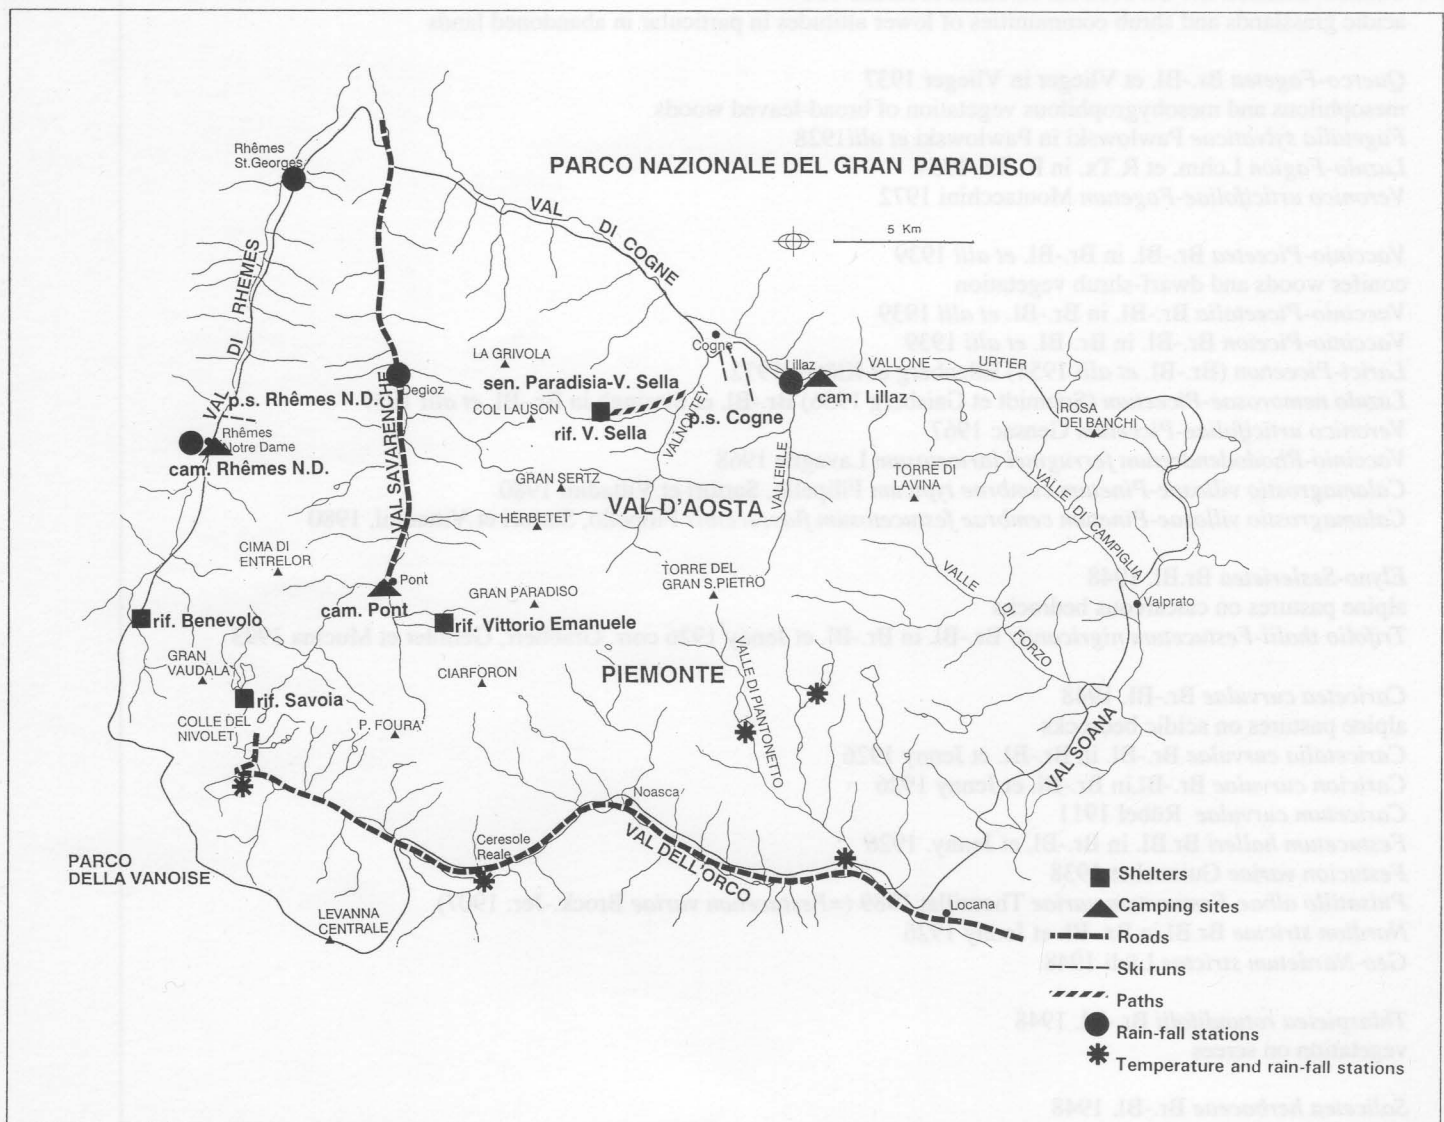 PARCO NAZIONALE DEL GRAN PARADISO
5 Km
Rhêmes
St.Georges
VAL DI COGNE
VAL DI RHEMES
LA GRIVOLA
sen. Paradisia-V. Sella
COL LAUSON
rif. V. Sella
VALNONTEY
Cogne
p.s. Cogne
Lillaz
cam. Lillaz
VALLONE URTIER
ROSA
DEI BANCHI
Degioz
p.s. Rhêmes N.D.
Rhêmes
Notre Dame
cam. Rhêmes N.D.
VAL SAVARENCHE
GRAN SERTZ
HERBETET
VAL D'AOSTA
VALLEILLE
TORRE DI
LAVINA
VALLE DI CAMPIGLIA
CIMA DI
ENTRELOR
Pont
cam. Pont
GRAN PARADISO
TORRE DEL
GRAN S.PIETRO
VALLE DI FORZO
Valprato
rif. Benevolo
rif. Vittorio Emanuele
GRAN
VAUDALA
CIARFORON
PIEMONTE
VALLE DI PIANTONETTO
rif. Savoia
COLLE DEL
NIVOLET
P. FOURA'
VAL SOANA
Noasca
Ceresole
Reale
VAL DELL'ORCO
PARCO
DELLA VANOISE
LEVANNA
CENTRALE
Locana
Shelters
Camping sites
Roads
Ski runs
Paths
Rain-fall stations
Temperature and rain-fall stations